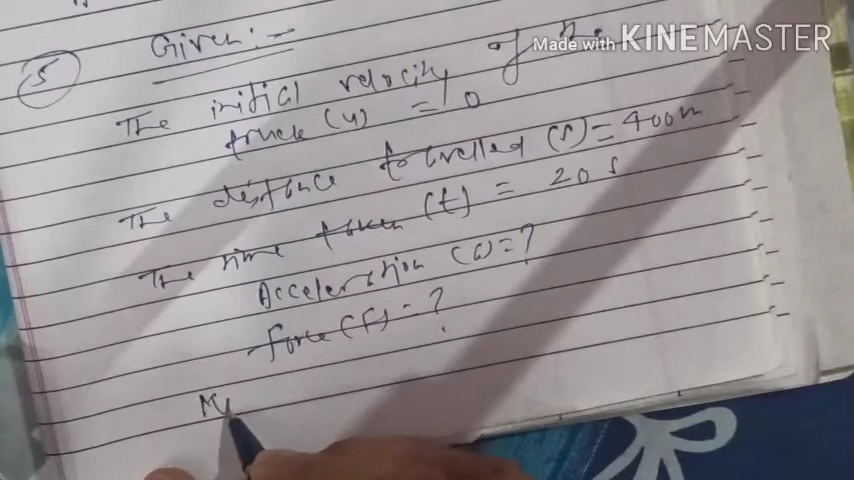 Made with KINEMASTER
5 Given:-
The initial velocity of
truck (u) = 0
The distance travelled (s) = 400m
The time taken (t) = 20 s
Acceleration (a) = ?
force (f) = ?
M